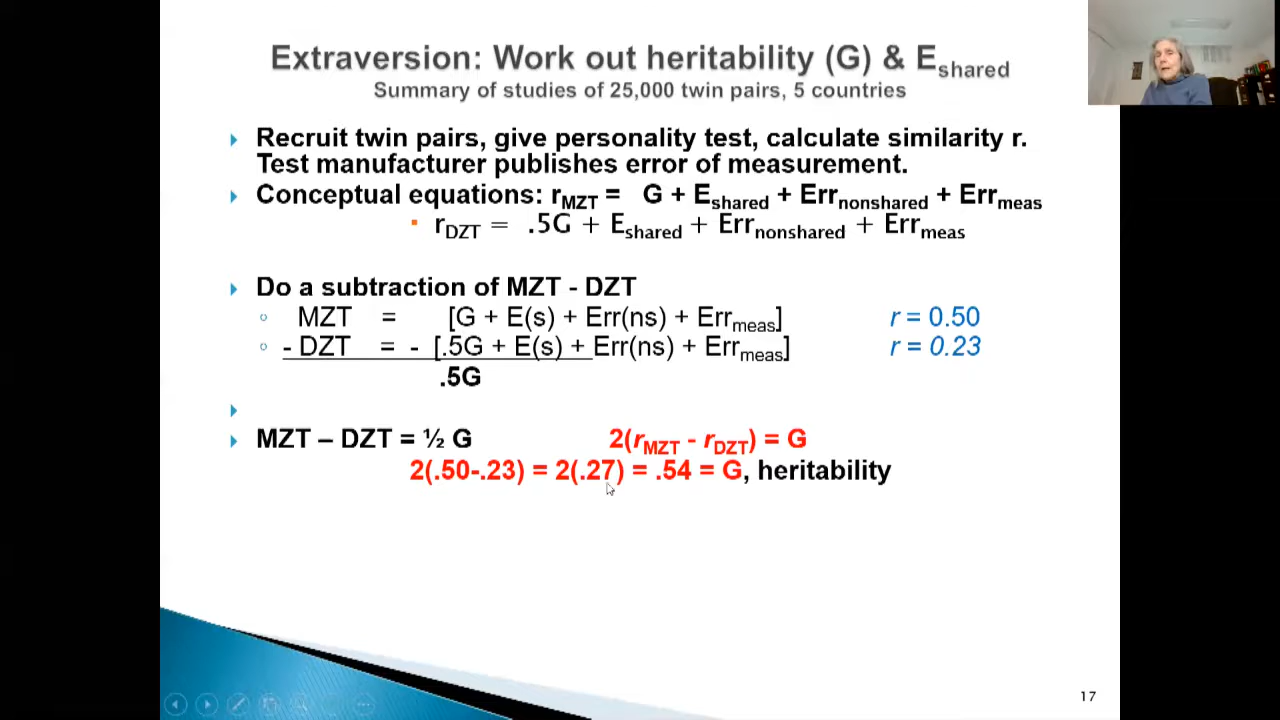 Extraversion: Work out heritability (G) & Eshared
Summary of studies of 25,000 twin pairs, 5 countries
Recruit twin pairs, give personality test, calculate similarity r.
Test manufacturer publishes error of measurement.
Conceptual equations: rMZT = G + Eshared + Errnonshared + Errmeas
rDZT = .5G + Eshared + Errnonshared + Errmeas
Do a subtraction of MZT - DZT
MZT = [G + E(s) + Err(ns) + Errmeas] r = 0.50
- DZT = - [.5G + E(s) + Err(ns) + Errmeas] r = 0.23
.5G
MZT – DZT = ½ G 2(rMZT - rDZT) = G
2(.50-.23) = 2(.27) = .54 = G, heritability
17